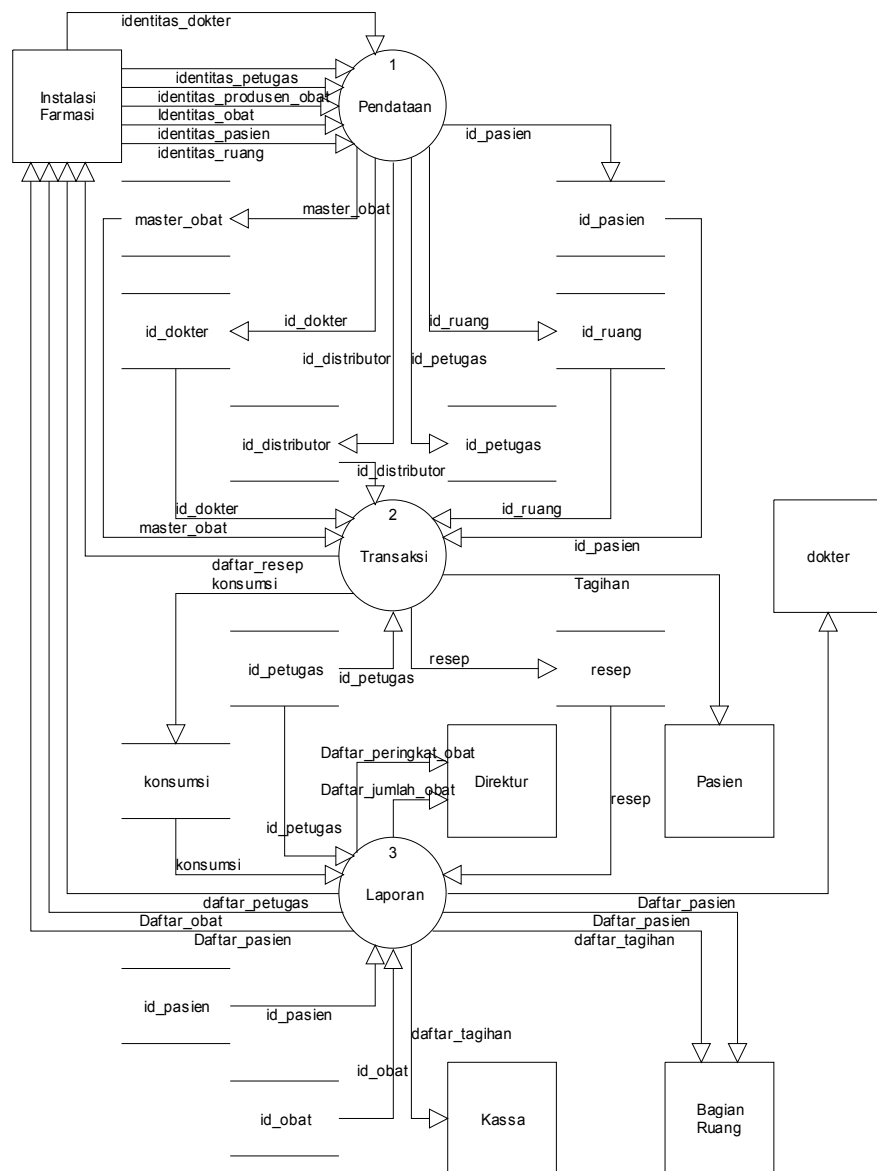 identitas_dokter
1
Instalasi
Farmasi
identitas_petugas
identitas_produsen_obat
Identitas_obat
identitas_pasien
identitas_ruang
Pendataan
id_pasien
master_obat
master_obat
id_pasien
id_dokter
id_dokter
id_ruang
id_ruang
id_distributor
id_petugas
id_distributor
id_petugas
id_distributor
id_dokter
id_ruang
master_obat
id_pasien
2
Transaksi
dokter
daftar_resep
konsumsi
Tagihan
id_petugas
id_petugas
resep
resep
konsumsi
Daftar_peringkat_obat
Direktur
Daftar_jumlah_obat
Pasien
id_petugas
resep
konsumsi
3
Laporan
daftar_petugas
Daftar_pasien
Daftar_obat
Daftar_pasien
Daftar_pasien
daftar_tagihan
id_pasien
id_pasien
daftar_tagihan
id_obat
id_obat
Kassa
Bagian
Ruang